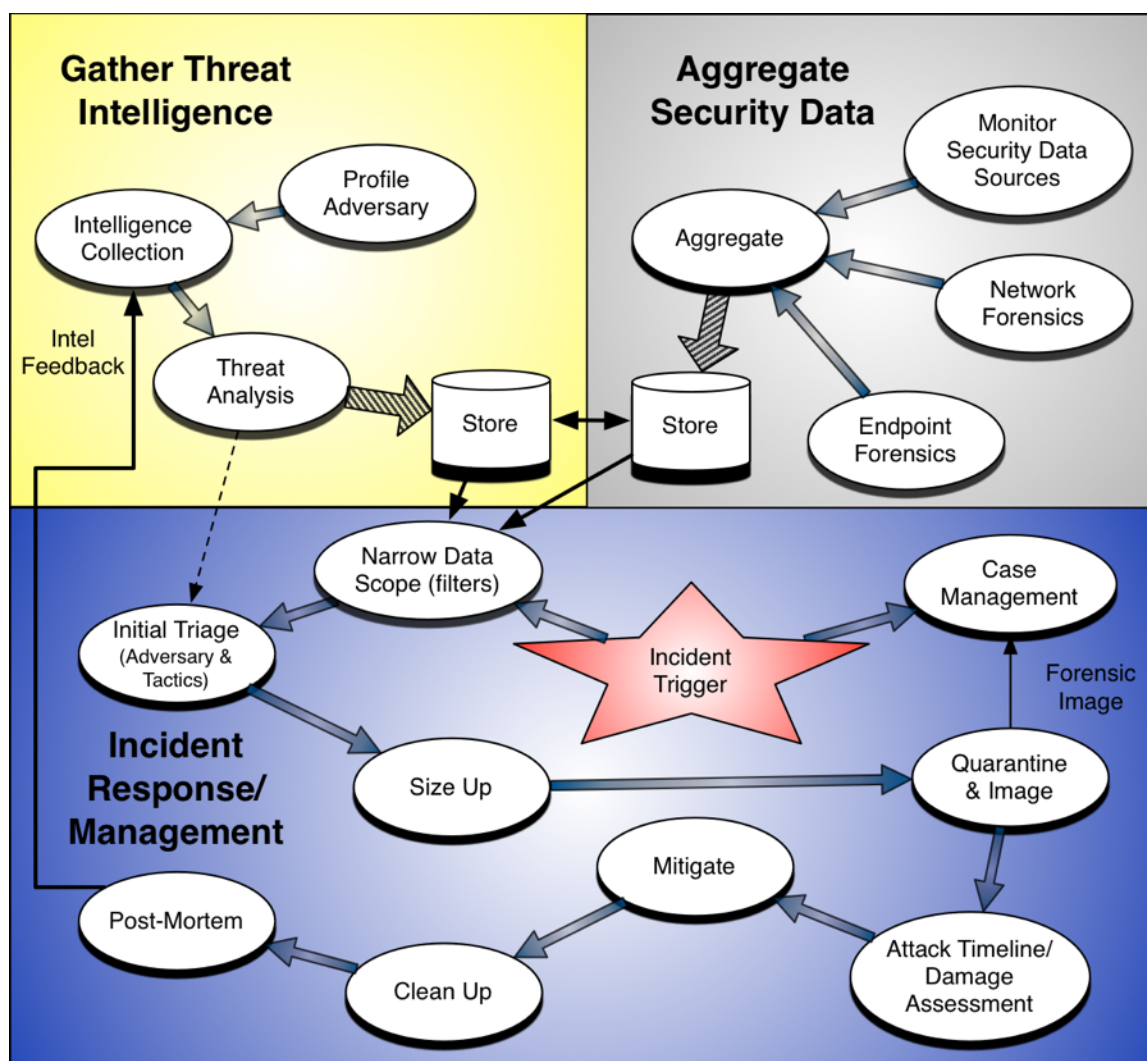 Gather Threat
Intelligence
Profile
Adversary
Intelligence
Collection
Intel
Feedback
Threat
Analysis
Store
Aggregate
Security Data
Monitor
Security Data
Sources
Aggregate
Network
Forensics
Endpoint
Forensics
Store
Narrow Data
Scope (filters)
Case
Management
Initial Triage
(Adversary &
Tactics)
Incident
Trigger
Forensic
Image
Incident
Response/
Management
Size Up
Quarantine
& Image
Mitigate
Post-Mortem
Clean Up
Attack Timeline/
Damage
Assessment